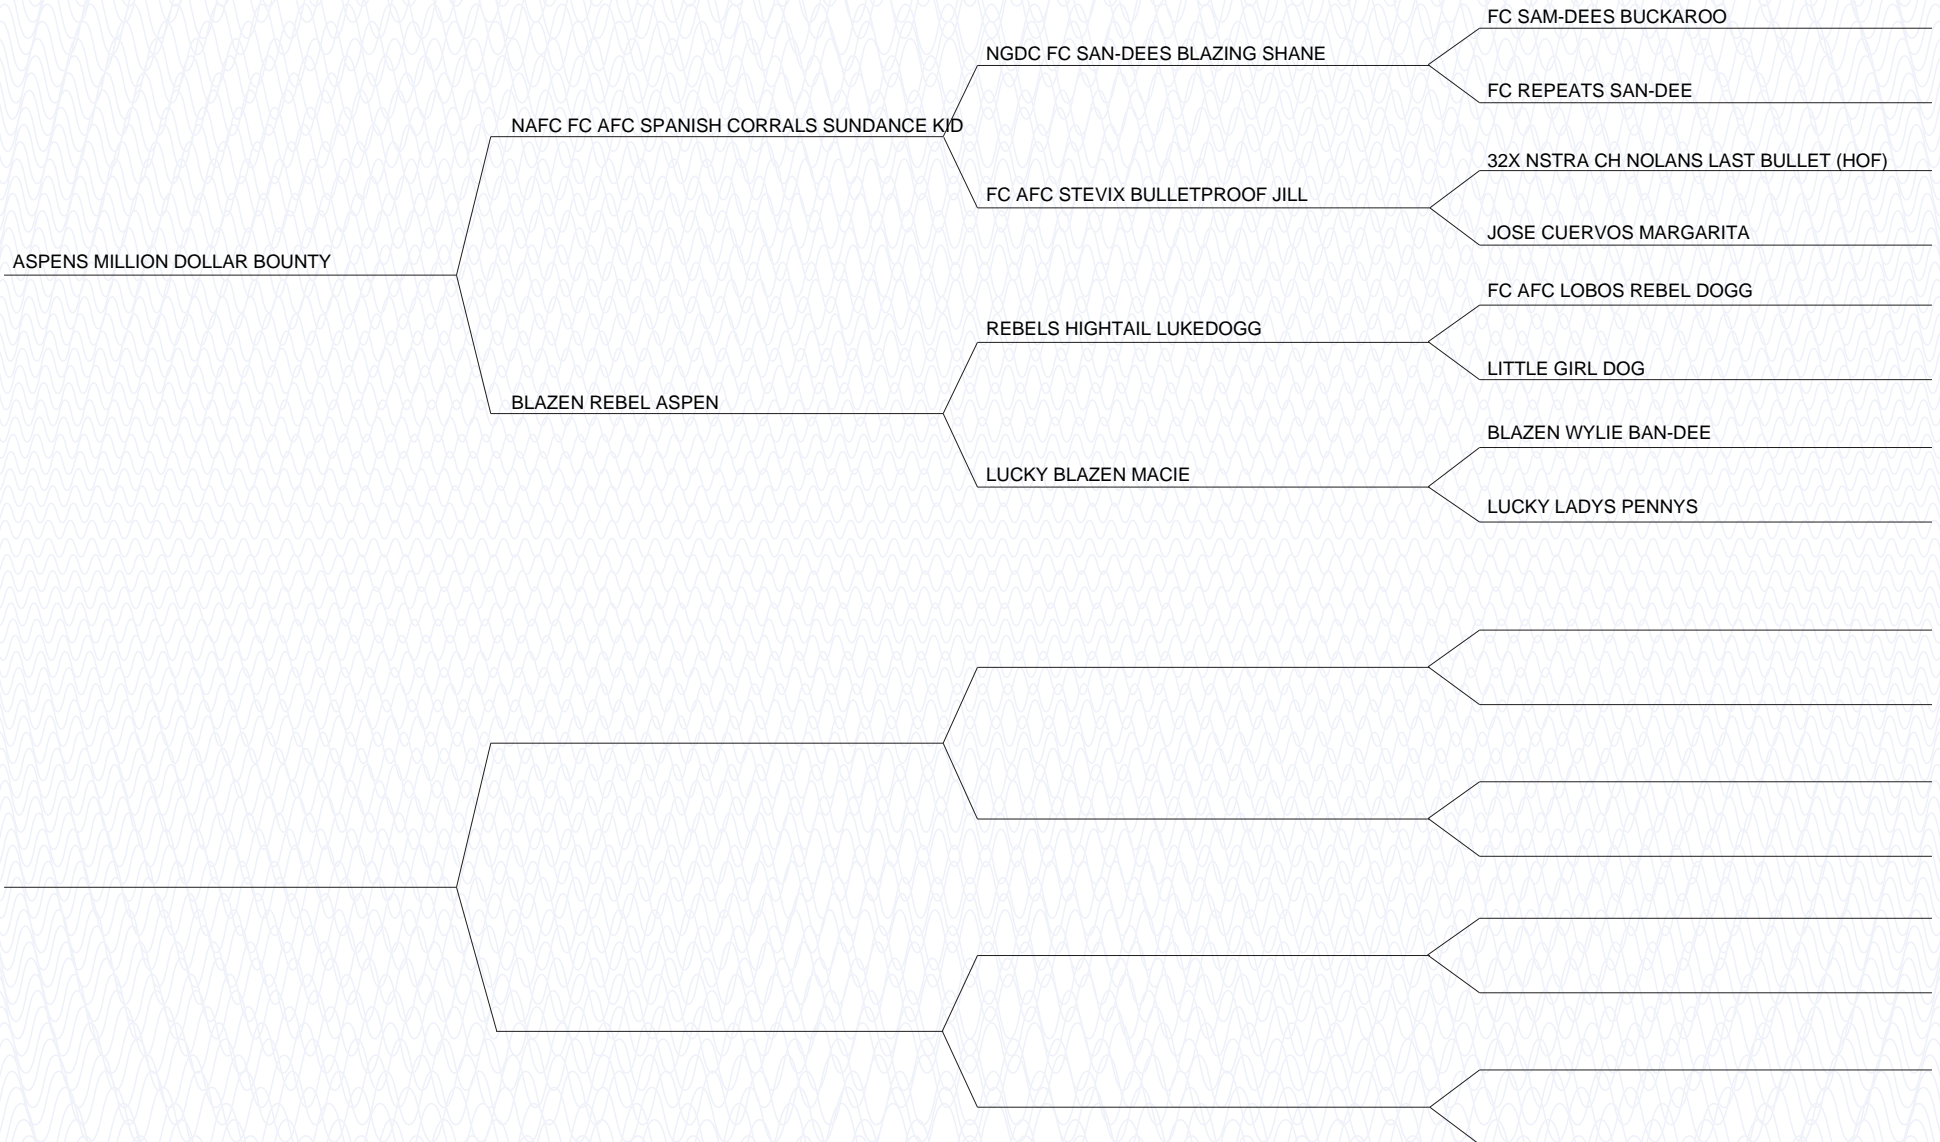 FC SAM-DEES BUCKAROO
NGDC FC SAN-DEES BLAZING SHANE
FC REPEATS SAN-DEE
NAFC FC AFC SPANISH CORRALS SUNDANCE KID
32X NSTRA CH NOLANS LAST BULLET (HOF)
FC AFC STEVIX BULLETPROOF JILL
JOSE CUERVOS MARGARITA
ASPENS MILLION DOLLAR BOUNTY
FC AFC LOBOS REBEL DOGG
REBELS HIGHTAIL LUKEDOGG
LITTLE GIRL DOG
BLAZEN REBEL ASPEN
BLAZEN WYLIE BAN-DEE
LUCKY BLAZEN MACIE
LUCKY LADYS PENNYS